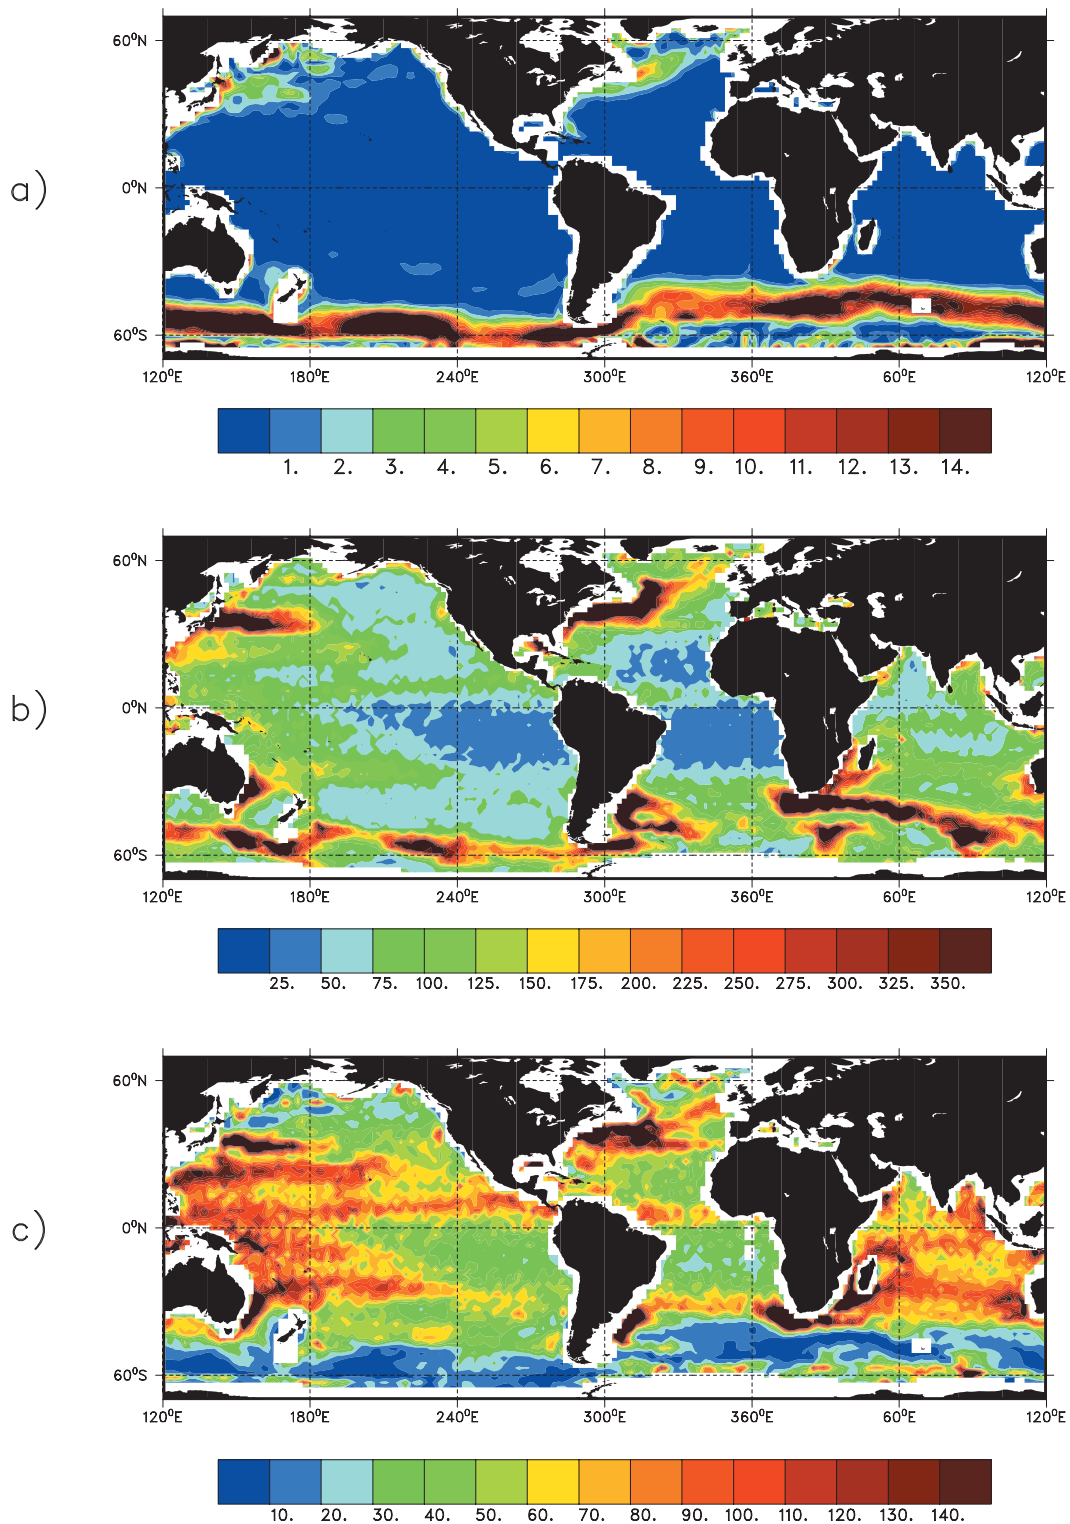 a)
60⁰N
0⁰N
60⁰S
120⁰E 180⁰E 240⁰E 300⁰E 360⁰E 60⁰E 120⁰E
1. 2. 3. 4. 5. 6. 7. 8. 9. 10. 11. 12. 13. 14.
b)
60⁰N
0⁰N
60⁰S
120⁰E 180⁰E 240⁰E 300⁰E 360⁰E 60⁰E 120⁰E
25. 50. 75. 100. 125. 150. 175. 200. 225. 250. 275. 300. 325. 350.
c)
60⁰N
0⁰N
60⁰S
120⁰E 180⁰E 240⁰E 300⁰E 360⁰E 60⁰E 120⁰E
10. 20. 30. 40. 50. 60. 70. 80. 90. 100. 110. 120. 130. 140.